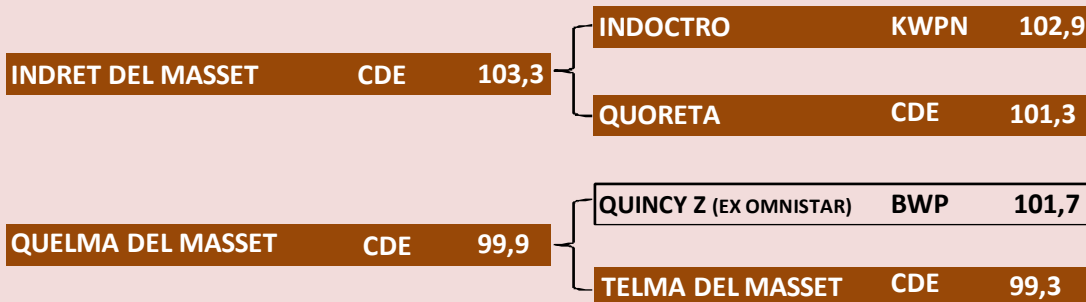 INDOCTRO KWPN 102,9
INDRET DEL MASSET CDE 103,3
QUORETA CDE 101,3
QUINCY Z (EX OMNISTAR) BWP 101,7
QUELMA DEL MASSET CDE 99,9
TELMA DEL MASSET CDE 99,3